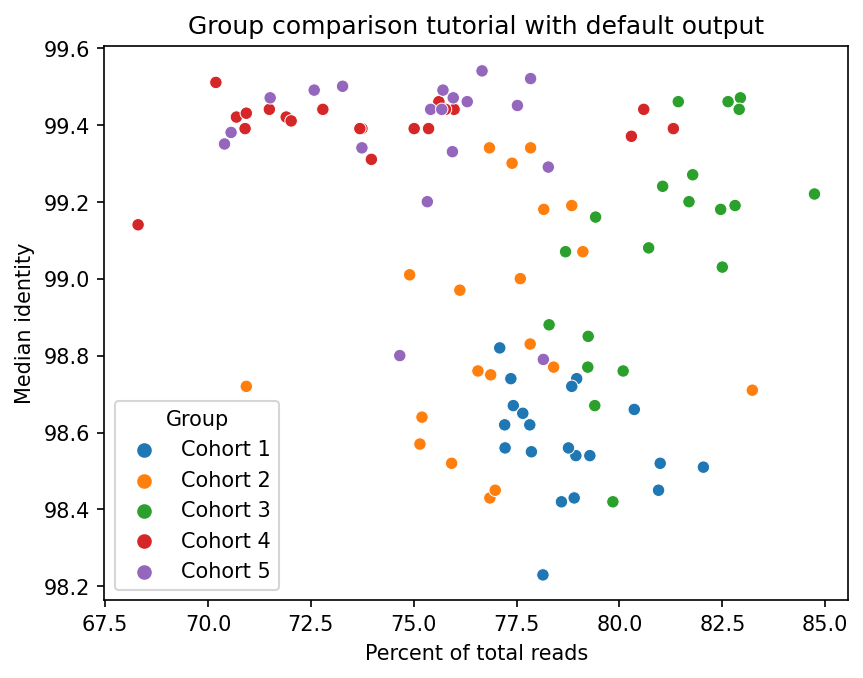 Group comparison tutorial with default output
99.6
99.4
99.2
99.0
98.8
98.6
98.4
98.2
Median identity
Group
Cohort 1
Cohort 2
Cohort 3
Cohort 4
Cohort 5
67.5 70.0 72.5 75.0 77.5 80.0 82.5 85.0
Percent of total reads